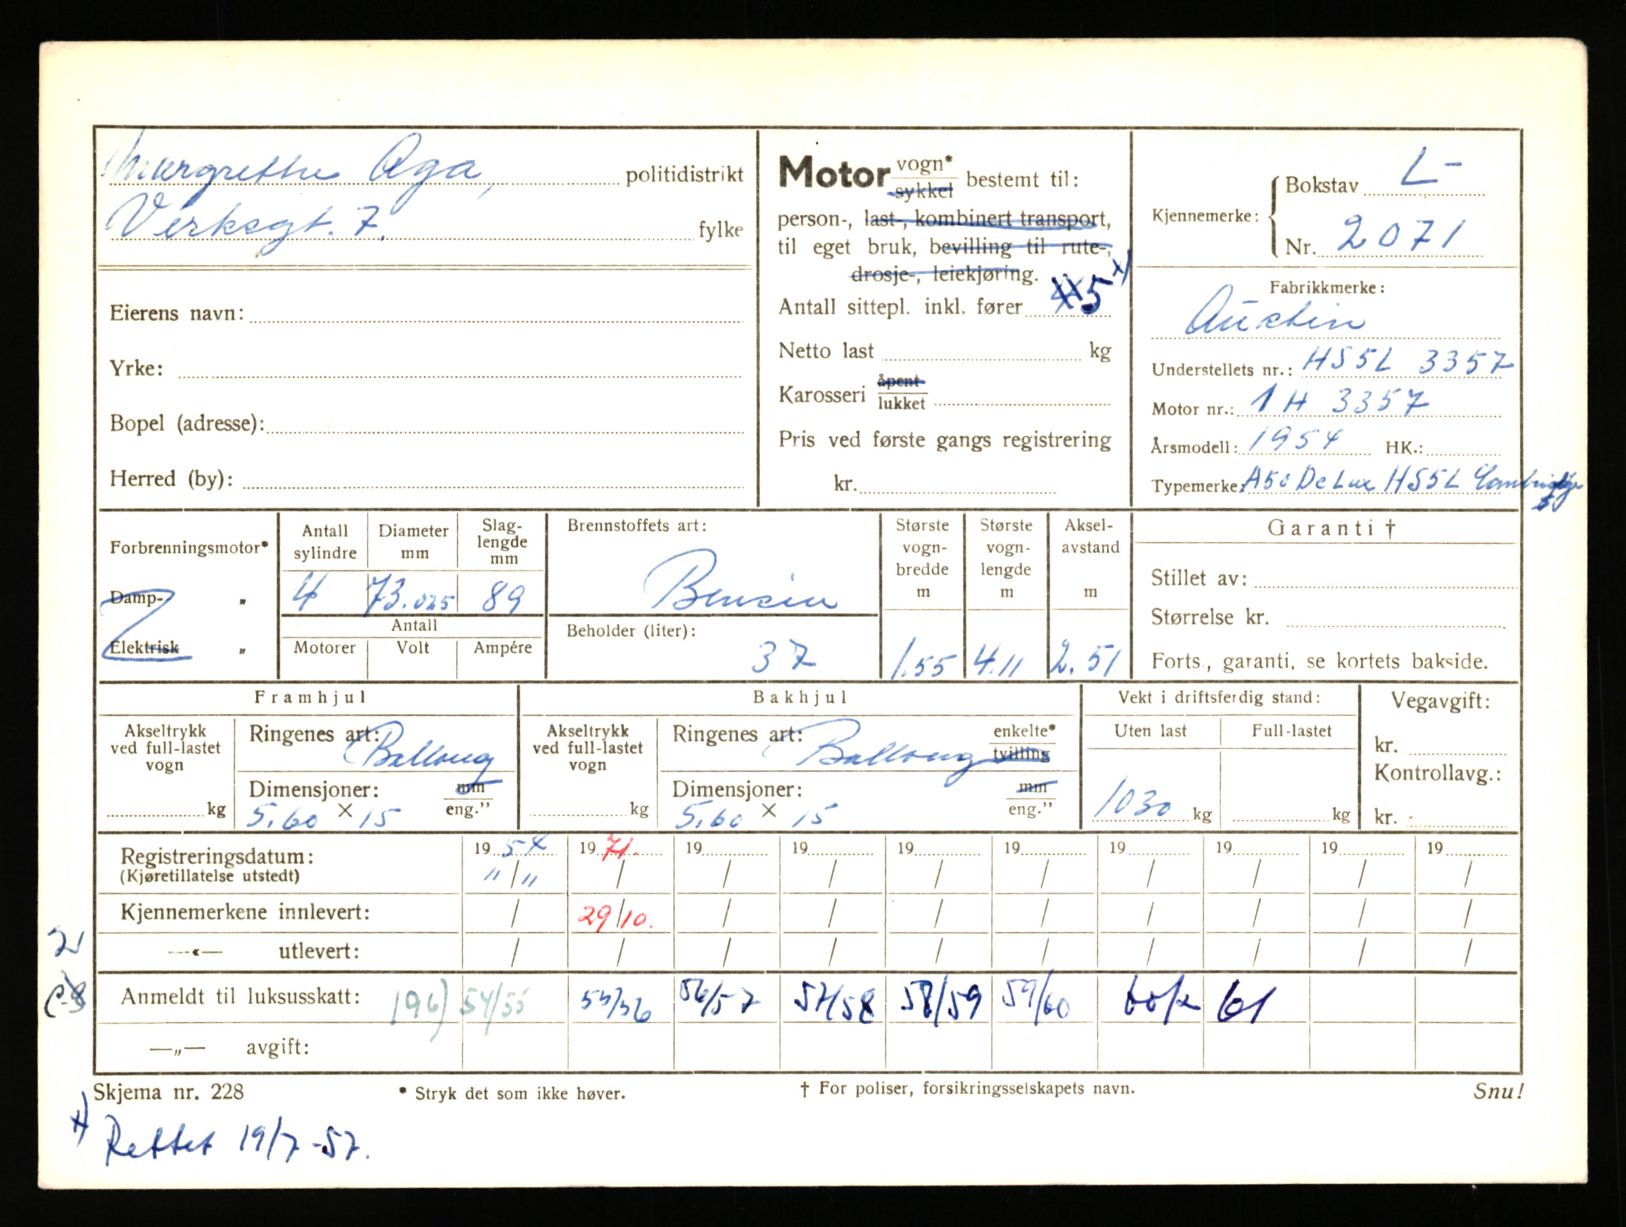 Margrethe Aga, politidistrikt
Verksgt. 7. fylke
Eierens navn:
Yrke:
Bopel (adresse):
Herred (by):
Motor vogn* sykkel bestemt til:
person-, last-, kombinert transport,
til eget bruk, bevilling til rute-,
drosje-, leiekjøring.
Antall sittepl. inkl. fører 5 x)
Netto last kg
Karosseri åpent lukket
Pris ved første gangs registrering
kr.
Kjennemerke: Bokstav L-
Nr. 2071
Fabrikkmerke:
Austin
Understellets nr.: HS5L 3357
Motor nr.: 1H 3357
Årsmodell: 1954 HK.:
Typemerke: A50 De Lux HS5L Cambridge
Forbrenningsmotor*
Damp- "
Elektrisk "
Antall sylindre Diameter mm Slag-lengde mm
4 73.025 89
Antall
Motorer Volt Ampére
Brennstoffets art:
Bensin
Beholder (liter):
37
Største vogn-bredde m Største vogn-lengde m Aksel-avstand m
1.55 4.11 2.51
Garanti †
Stillet av:
Størrelse kr.
Forts., garanti, se kortets bakside.
Framhjul
Akseltrykk ved full-lastet vogn
kg
Ringenes art: Ballong
Dimensjoner: mm eng."
5,60 × 15
Bakhjul
Akseltrykk ved full-lastet vogn
kg
Ringenes art: Ballong enkelte* tvilling
Dimensjoner: mm eng."
5,60 × 15
Vekt i driftsferdig stand:
Uten last Full-lastet
1030 kg kg
Vegavgift:
kr.
Kontrollavg.:
kr.
Registreringsdatum: 19 54 19 71. 19 19 19 19 19 19 19 19
(Kjøretillatelse utstedt) " / " / / / / / / / / /
Kjennemerkene innlevert: / 29/10. / / / / / / / /
—«— utlevert: / / / / / / / / / /
Anmeldt til luksusskatt: 196) 54/55 55/56 56/57 57/58 58/59 59/60 60/ 61
—„— avgift:
Skjema nr. 228 * Stryk det som ikke høver. † For poliser, forsikringsselskapets navn. Snu!
x) Rettet 19/7-57.